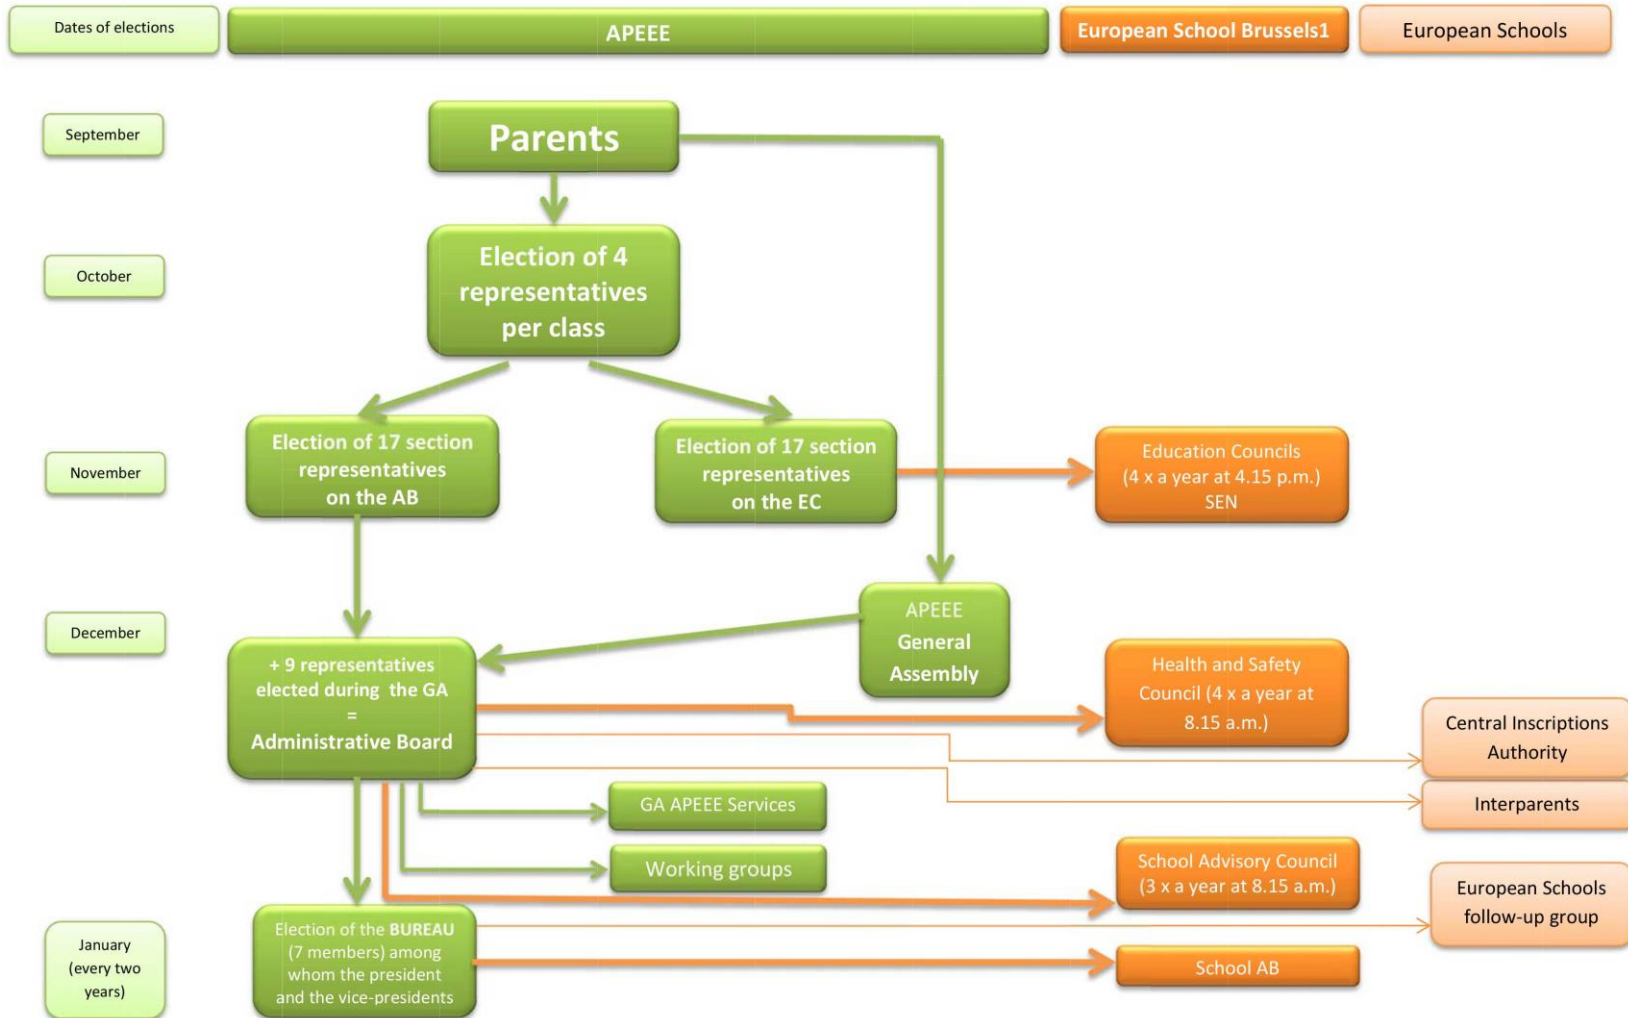 Dates of elections
APEEE
European School Brussels1
European Schools
September
Parents
October
Election of 4
representatives
per class
November
Election of 17 section
representatives
on the AB
Election of 17 section
representatives
on the EC
Education Councils
(4 x a year at 4.15 p.m.)
SEN
December
APEEE
General
Assembly
+ 9 representatives
elected during the GA
=
Administrative Board
Health and Safety
Council (4 x a year at
8.15 a.m.)
Central Inscriptions
Authority
Interparents
GA APEEE Services
Working groups
School Advisory Council
(3 x a year at 8.15 a.m.)
European Schools
follow-up group
January
(every two
years)
Election of the BUREAU
(7 members) among
whom the president
and the vice-presidents
School AB